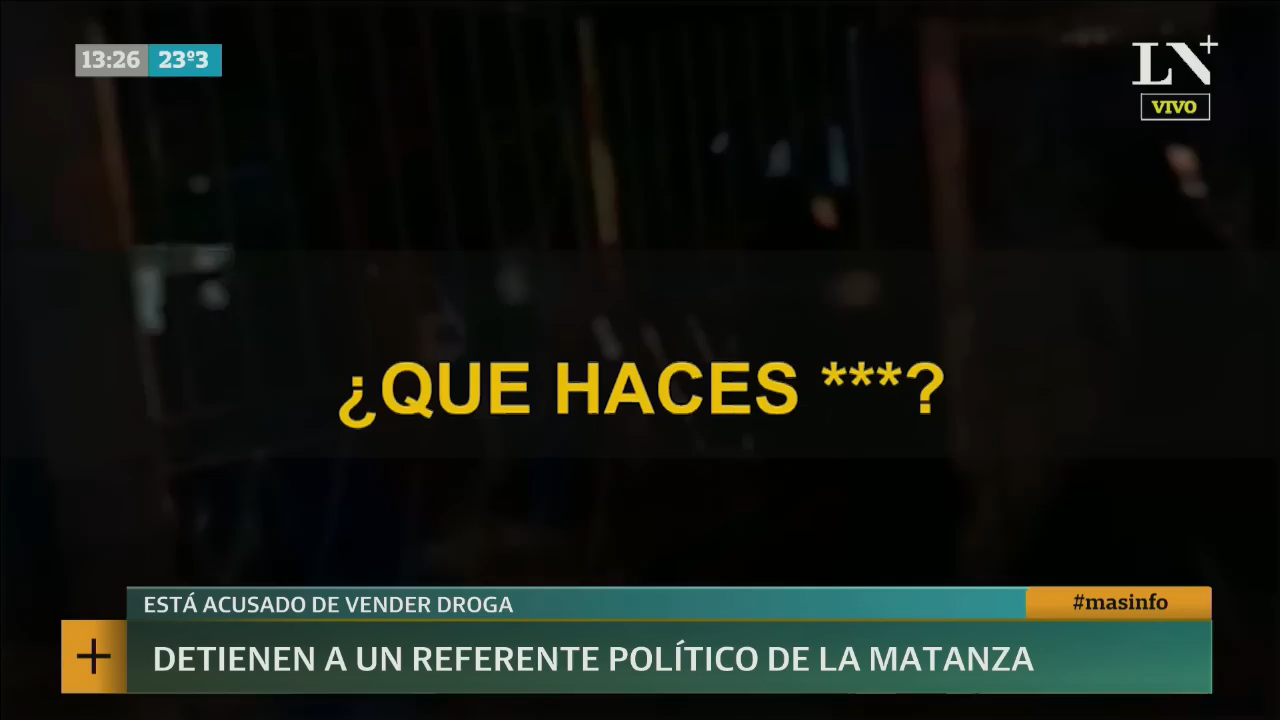 13:26 23º3
LN+
VIVO
¿QUE HACES ***?
ESTÁ ACUSADO DE VENDER DROGA
#masinfo
+
DETIENEN A UN REFERENTE POLÍTICO DE LA MATANZA